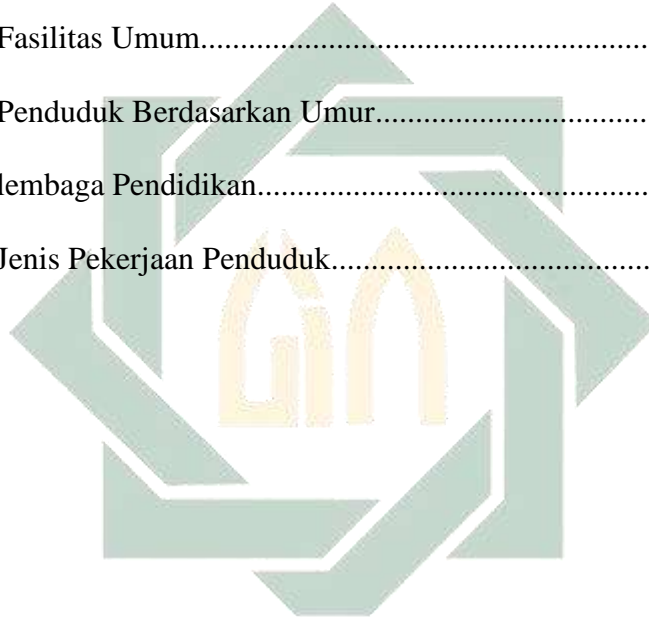 Fasilitas Umum........................................................
Penduduk Berdasarkan Umur..................................
lembaga Pendidikan.................................................
Jenis Pekerjaan Penduduk........................................